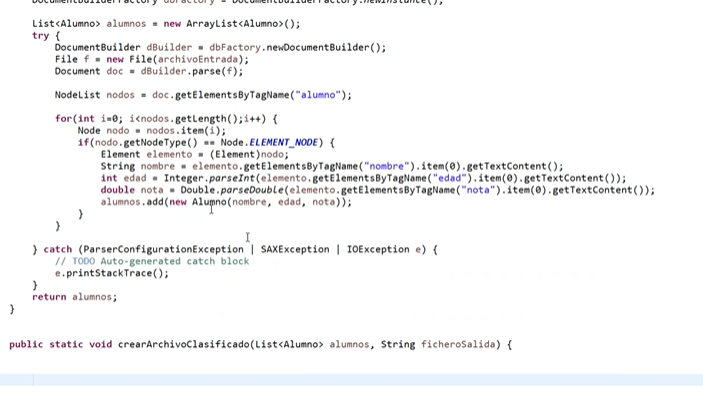 DocumentBuilderFactory dbFactory = DocumentBuilderFactory.newInstance();
List<Alumno> alumnos = new ArrayList<Alumno>();
try {
DocumentBuilder dBuilder = dbFactory.newDocumentBuilder();
File f = new File(archivoEntrada);
Document doc = dBuilder.parse(f);
NodeList nodos = doc.getElementsByTagName("alumno");
for(int i=0; i<nodos.getLength();i++) {
Node nodo = nodos.item(i);
if(nodo.getNodeType() == Node.ELEMENT_NODE) {
Element elemento = (Element)nodo;
String nombre = elemento.getElementsByTagName("nombre").item(0).getTextContent();
int edad = Integer.parseInt(elemento.getElementsByTagName("edad").item(0).getTextContent());
double nota = Double.parseDouble(elemento.getElementsByTagName("nota").item(0).getTextContent());
alumnos.add(new Alumno(nombre, edad, nota));
}
}
} catch (ParserConfigurationException | SAXException | IOException e) {
// TODO Auto-generated catch block
e.printStackTrace();
}
return alumnos;
}
public static void crearArchivoClasificado(List<Alumno> alumnos, String ficheroSalida) {